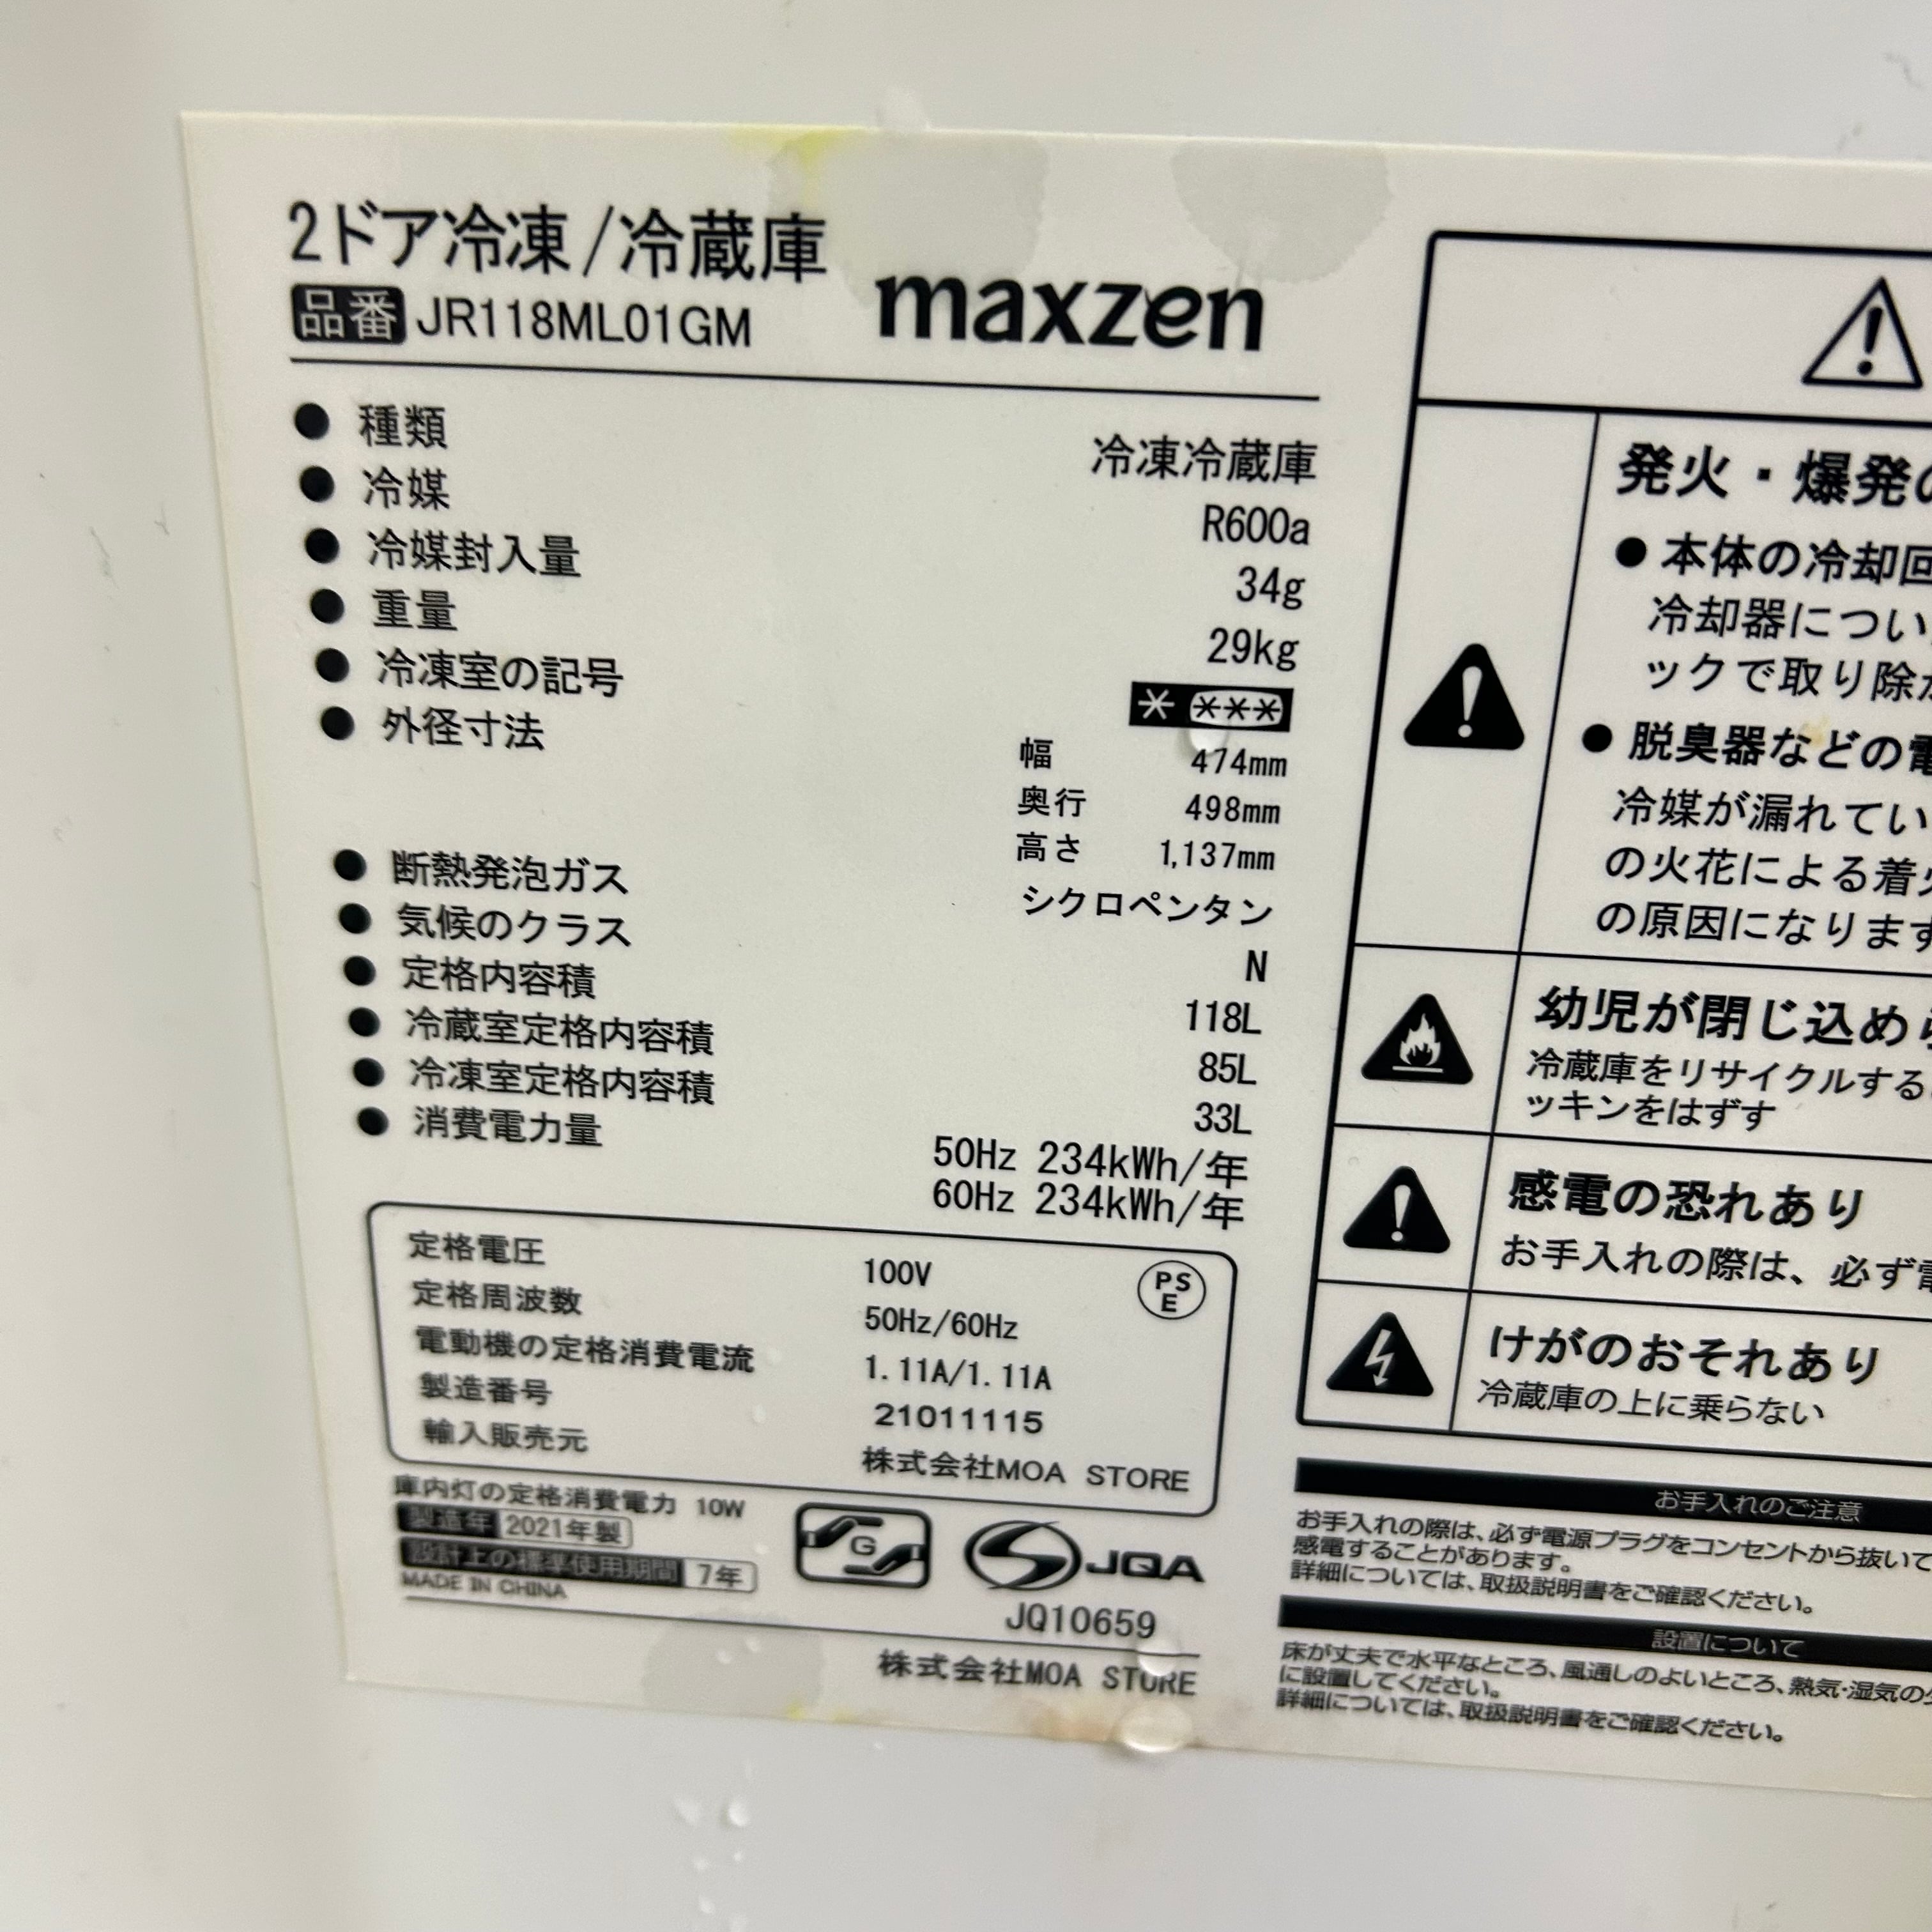 2ドア冷凍/冷蔵庫
品番 JR118ML01GM
maxzen
● 種類 冷凍冷蔵庫
● 冷媒 R600a
● 冷媒封入量 34g
● 重量 29kg
● 冷凍室の記号 * ***
● 外径寸法 幅 474mm
奥行 498mm
高さ 1,137mm
● 断熱発泡ガス シクロペンタン
● 気候のクラス N
● 定格内容積 118L
● 冷蔵室定格内容積 85L
● 冷凍室定格内容積 33L
● 消費電力量 50Hz 234kWh/年
60Hz 234kWh/年
定格電圧 100V
PSE
定格周波数 50Hz/60Hz
電動機の定格消費電流 1.11A/1.11A
製造番号 21011115
輸入販売元 株式会社MOA STORE
庫内灯の定格消費電力 10W
製造年 2021年製
設計上の標準使用期間 7年
MADE IN CHINA
G
JQA
JQ10659
株式会社MOA STORE
発火・爆発の
● 本体の冷却回
冷却器につい
ックで取り除か
● 脱臭器などの電
冷媒が漏れてい
の火花による着火
の原因になります
幼児が閉じ込めら
冷蔵庫をリサイクルする
ッキンをはずす
感電の恐れあり
お手入れの際は、必ず電
けがのおそれあり
冷蔵庫の上に乗らない
お手入れのご注意
お手入れの際は、必ず電源プラグをコンセントから抜いて
感電することがあります。
詳細については、取扱説明書をご確認ください。
設置について
床が丈夫で水平なところ、風通しのよいところ、熱気・湿気の少
に設置してください。
詳細については、取扱説明書をご確認ください。